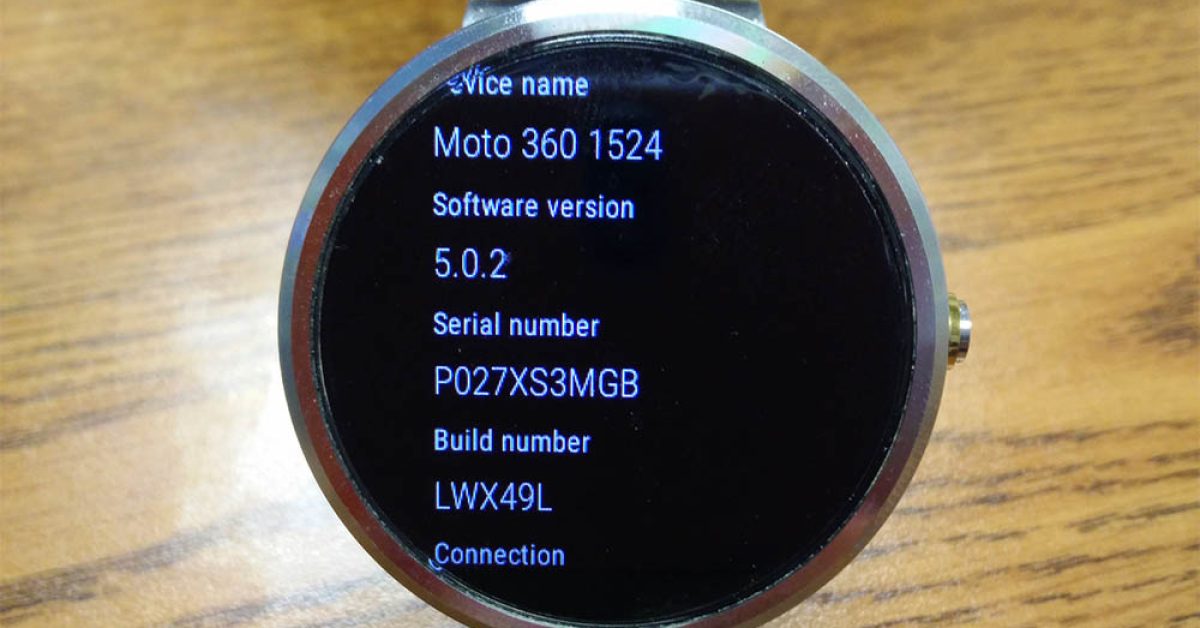 evice name
Moto 360 1524
Software version
5.0.2
Serial number
P027XS3MGB
Build number
LWX49L
Connection